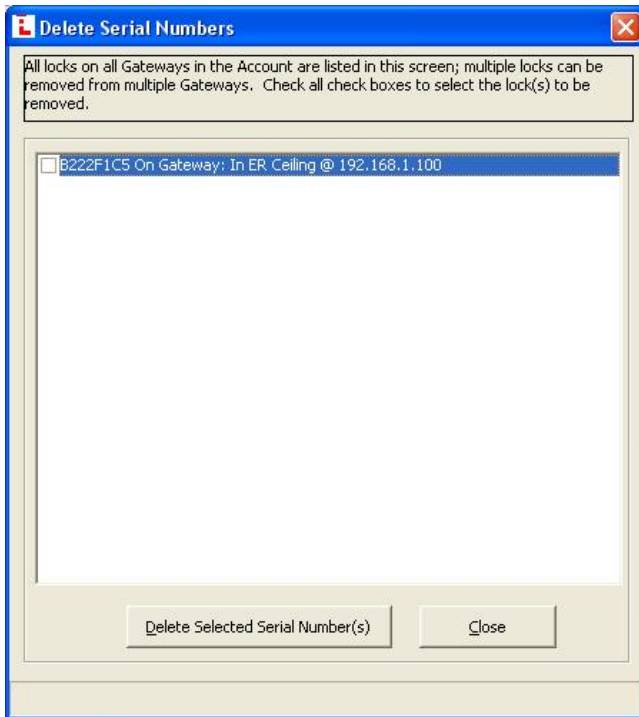 Delete Serial Numbers
All locks on all Gateways in the Account are listed in this screen; multiple locks can be
removed from multiple Gateways.  Check all check boxes to select the lock(s) to be
removed.
B222F1C5 On Gateway: In ER Ceiling @ 192.168.1.100
Delete Selected Serial Number(s)
Close